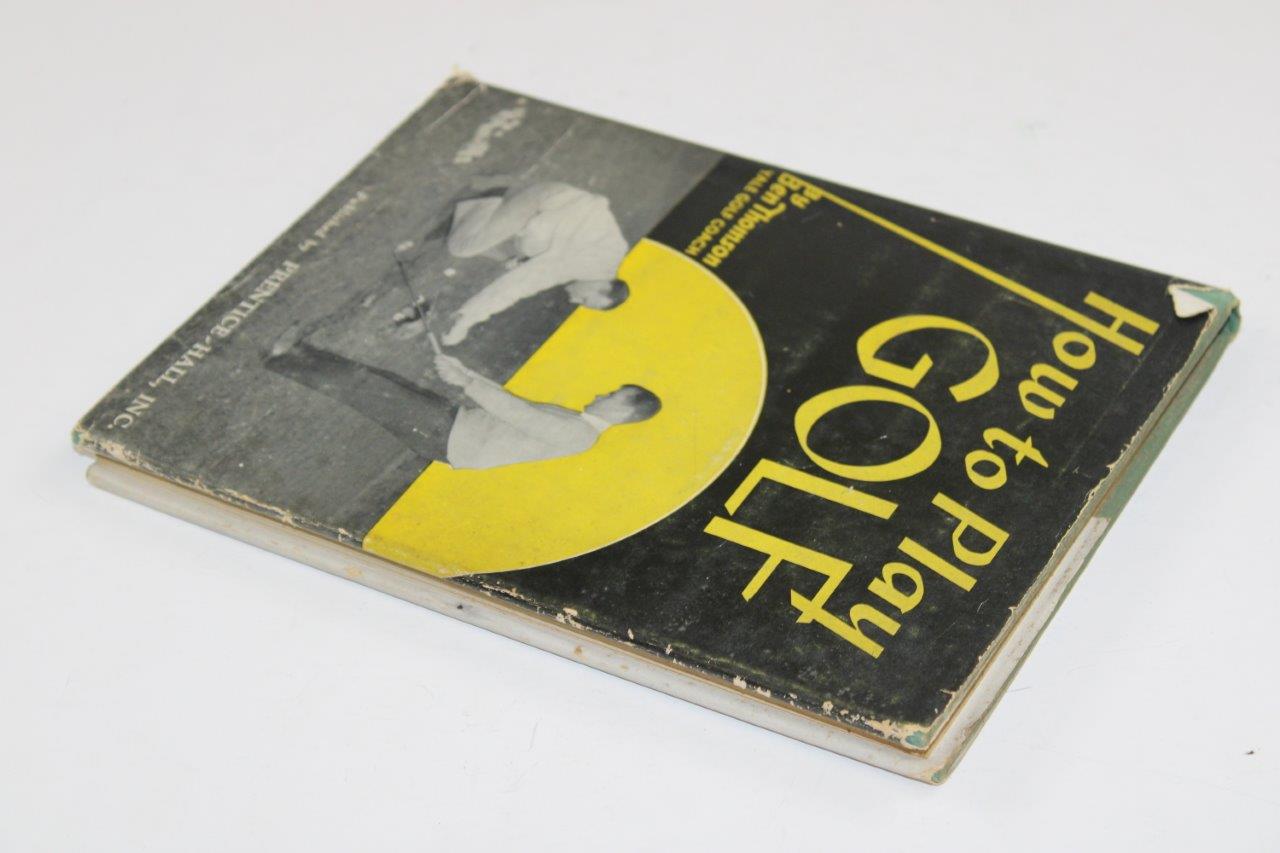 How to Play
GOLF
By
Ben Thomson
YALE GOLF COACH
Published by PRENTICE-HALL, INC.